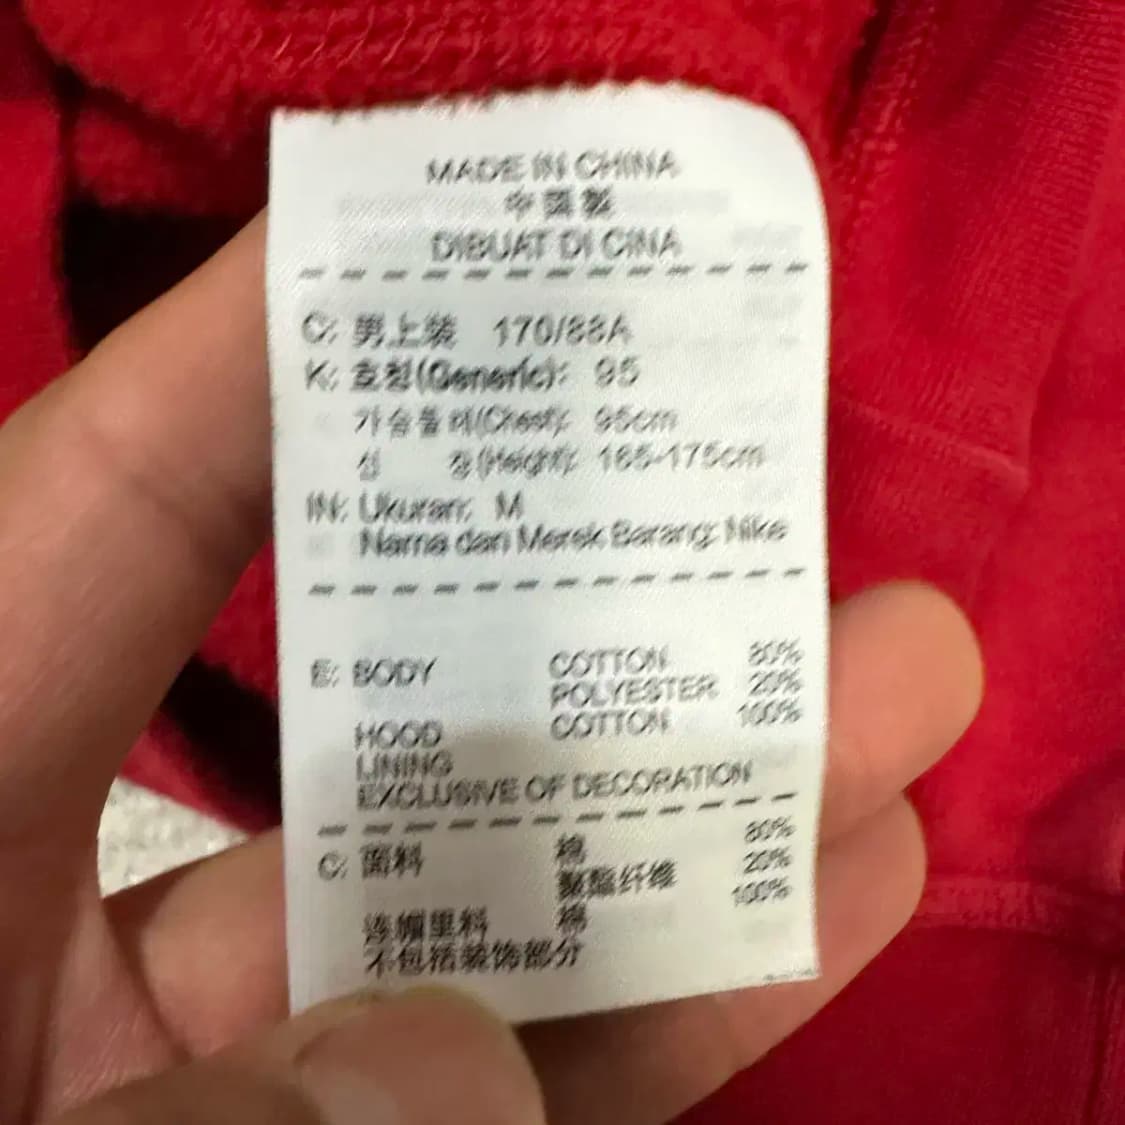 MADE IN CHINA
中國製
DIBUAT DI CINA
C: 男上装 170/88A
K: 호칭(Generic): 95
가슴둘레(Chest): 95cm
신 장(Height): 165-175cm
IN: Ukuran: M
Nama dan Merek Barang: Nike
E: BODY COTTON 80%
POLYESTER 20%
HOOD COTTON 100%
LINING
EXCLUSIVE OF DECORATION
C: 面料 棉 80%
聚酯纤维 20%
连帽里料 棉 100%
不包括装饰部分